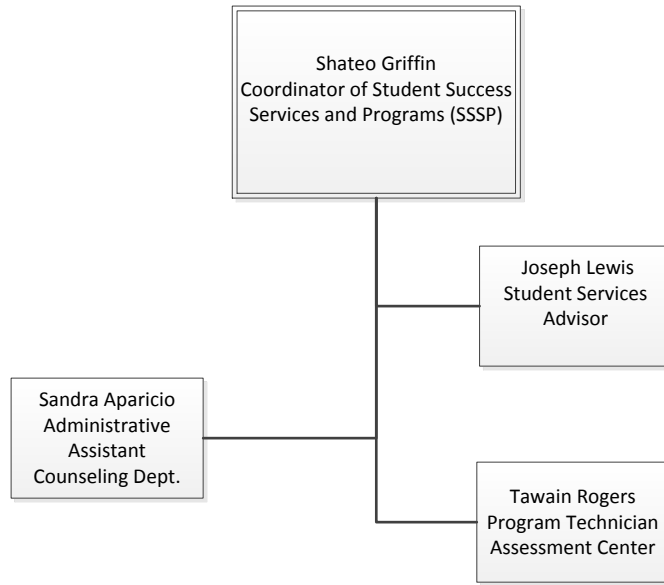 Shateo Griffin
Coordinator of Student Success
Services and Programs (SSSP)
Joseph Lewis
Student Services
Advisor
Sandra Aparicio
Administrative
Assistant
Counseling Dept.
Tawain Rogers
Program Technician
Assessment Center